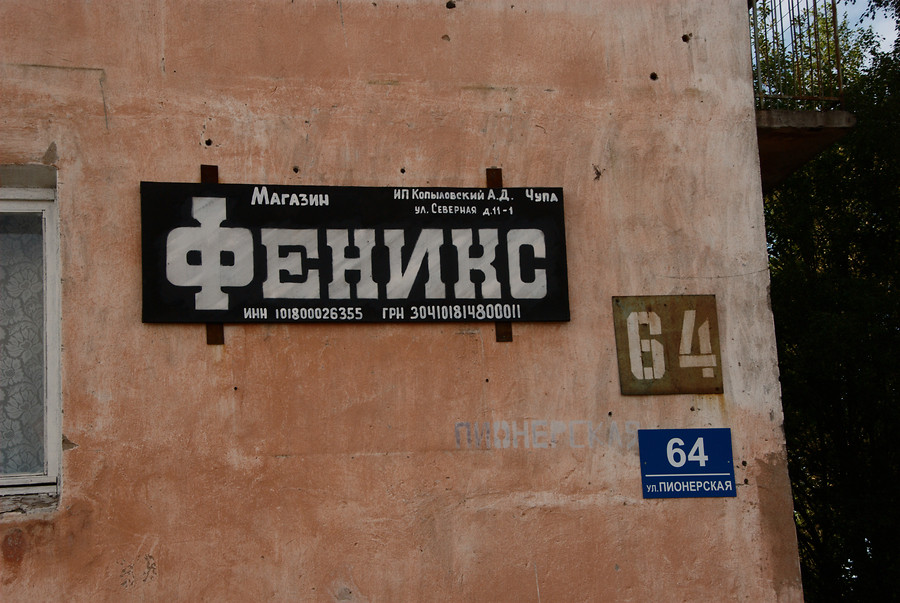 Магазин
ИП Копыловский А.Д. Чупа
ул. Северная д.11-1
ФЕНИКС
ИНН 101800026355 ГРН 304101814800011
64
ПИОНЕРСКАЯ
64
ул.ПИОНЕРСКАЯ